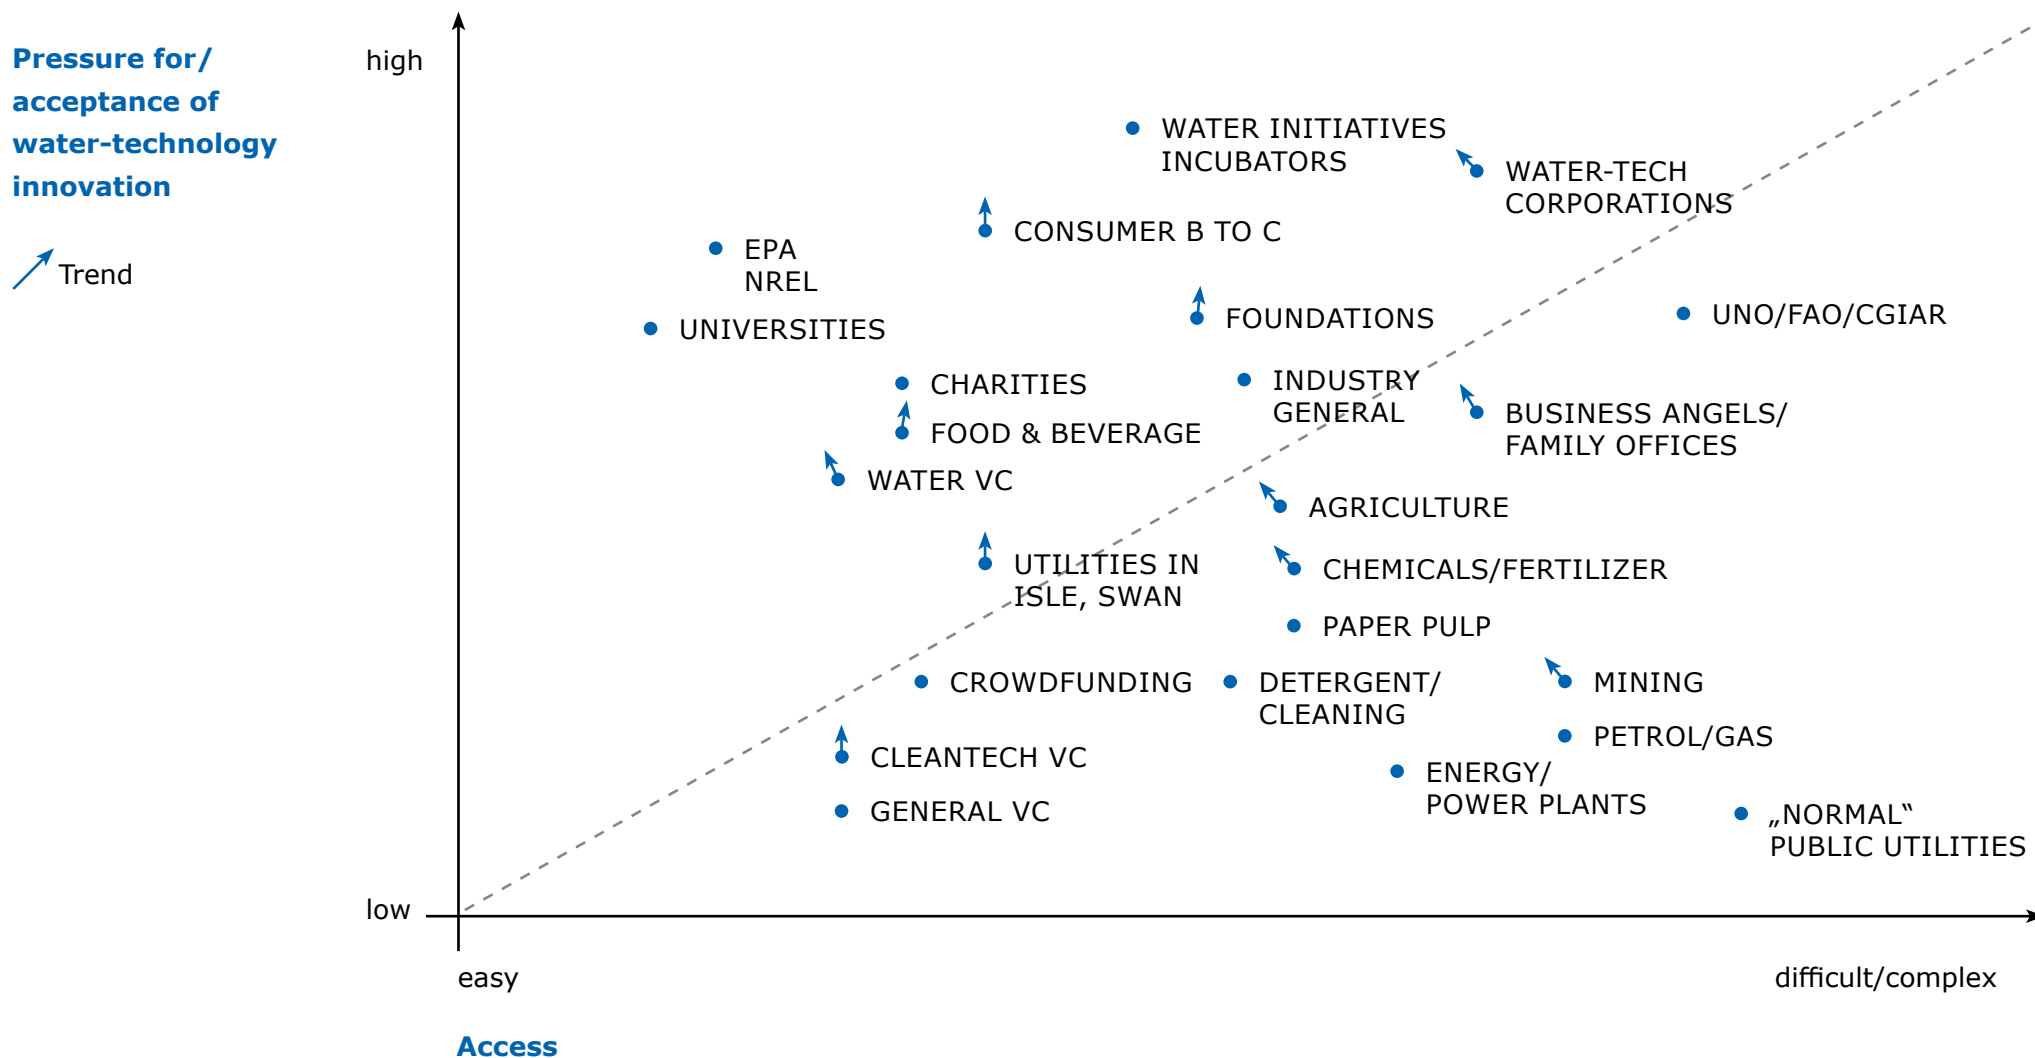 Pressure for/
acceptance of
water-technology
innovation
Trend
high
low
WATER INITIATIVES
INCUBATORS
WATER-TECH
CORPORATIONS
CONSUMER B TO C
EPA
NREL
UNIVERSITIES
FOUNDATIONS
UNO/FAO/CGIAR
CHARITIES
INDUSTRY
GENERAL
FOOD & BEVERAGE
BUSINESS ANGELS/
FAMILY OFFICES
WATER VC
AGRICULTURE
UTILITIES IN
ISLE, SWAN
CHEMICALS/FERTILIZER
PAPER PULP
CROWDFUNDING
DETERGENT/
CLEANING
MINING
PETROL/GAS
CLEANTECH VC
ENERGY/
POWER PLANTS
GENERAL VC
„NORMAL“
PUBLIC UTILITIES
easy
difficult/complex
Access